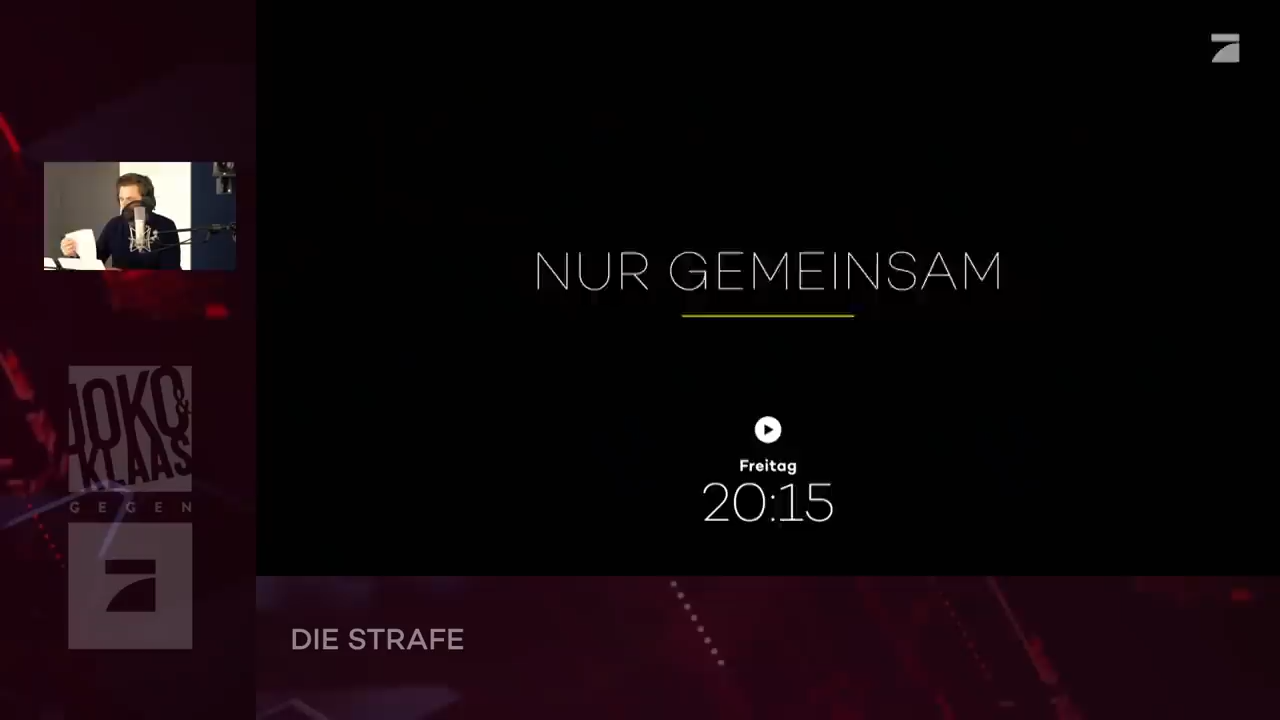 NUR GEMEINSAM
Freitag
20:15
JOKO
&
KLAAS
GEGEN
DIE STRAFE